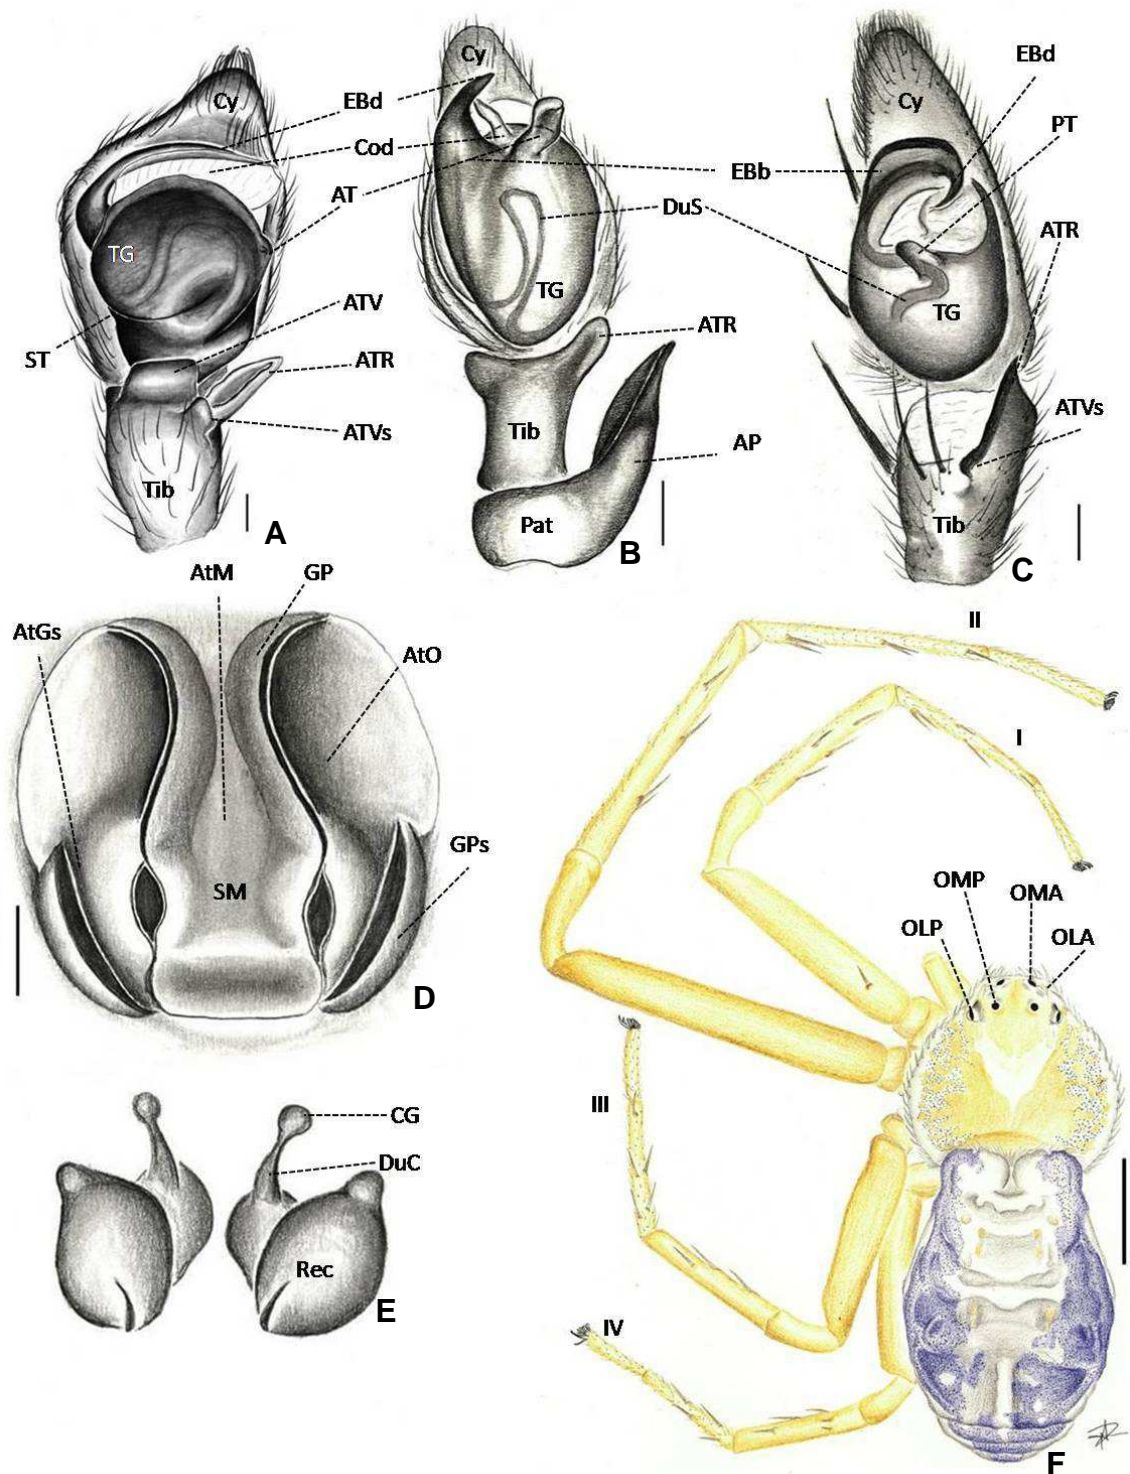 Cy
EBd
Cod
AT
TG
ATV
ST
ATR
ATVs
Tib
A
Cy
EBb
DuS
TG
ATR
Tib
AP
Pat
B
EBd
Cy
PT
ATR
TG
ATVs
Tib
C
AtM
GP
AtGs
AtO
GPs
SM
D
CG
DuC
Rec
E
II
I
OMP
OMA
OLP
OLA
III
IV
F